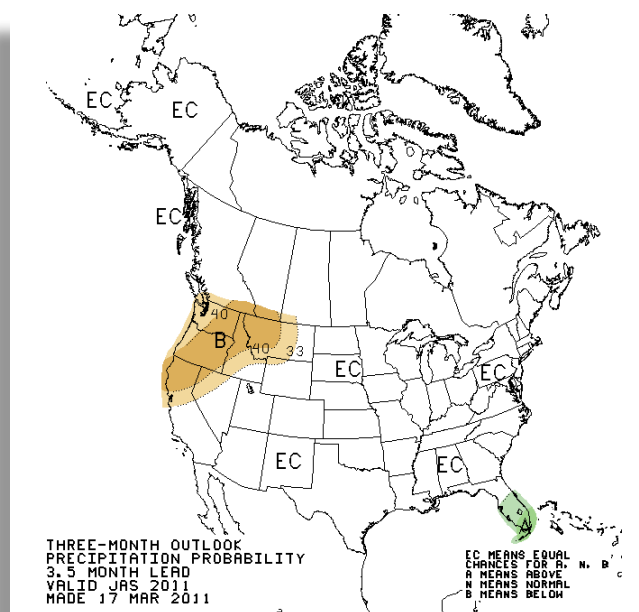 EC
EC
EC
40
B
40 33
EC
EC
EC
EC
A
THREE-MONTH OUTLOOK
PRECIPITATION PROBABILITY
3.5 MONTH LEAD
VALID JAS 2011
MADE 17 MAR 2011
EC MEANS EQUAL
CHANCES FOR A, N, B
A MEANS ABOVE
N MEANS NORMAL
B MEANS BELOW